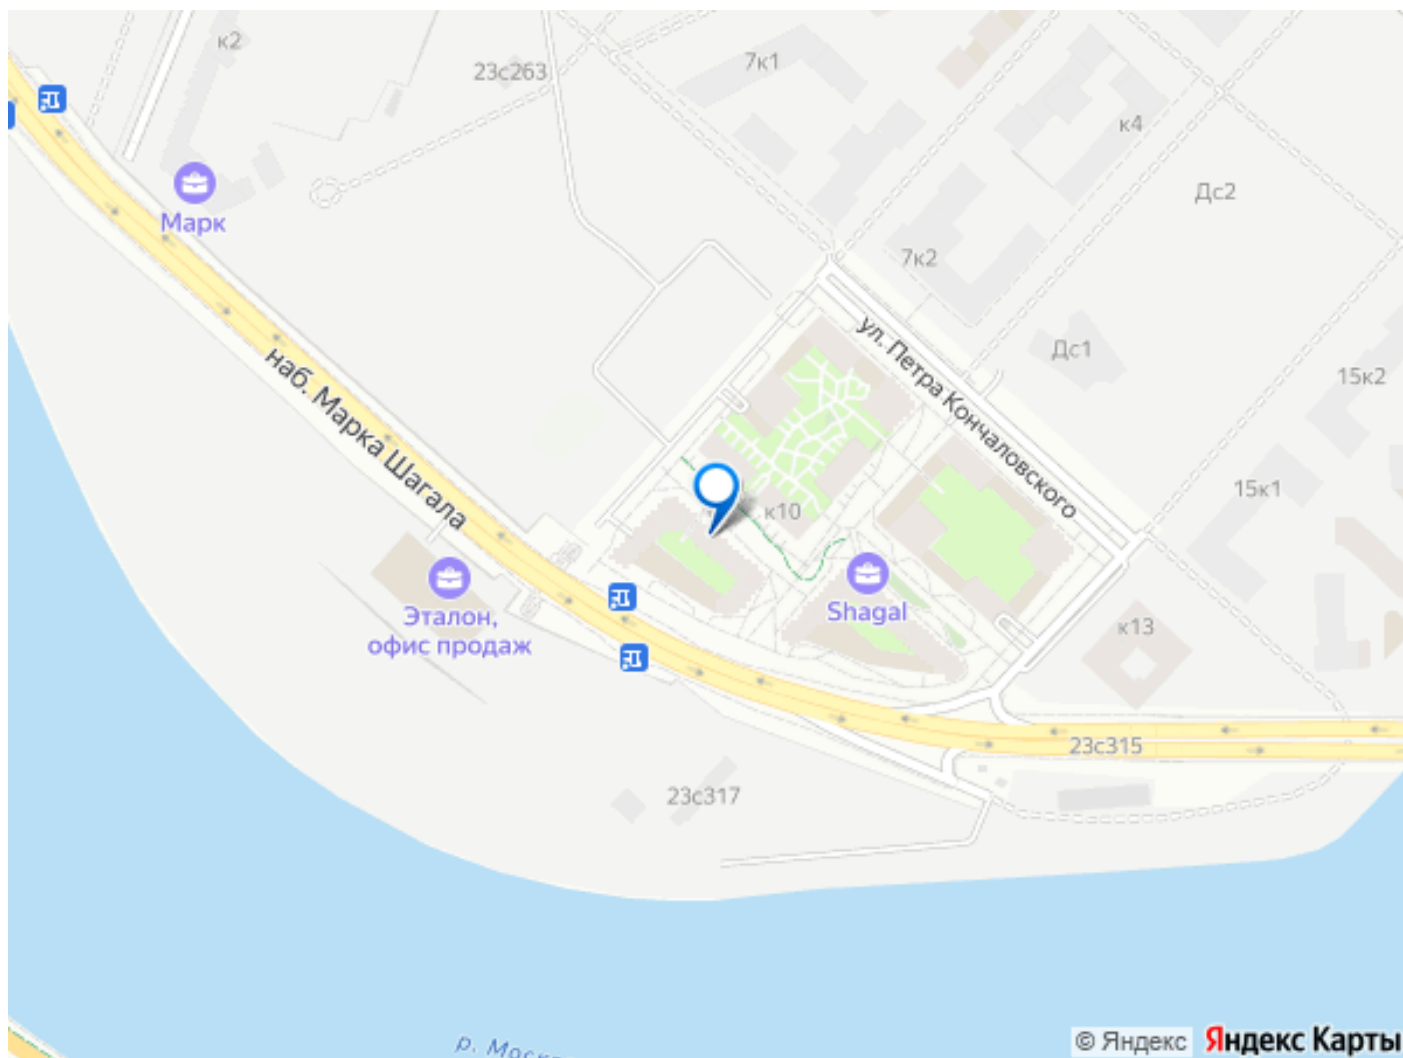 к2
23с263
7к1
к4
Дс2
Марк
7к2
ул. Петра Кончаловского
Дс1
15к2
наб. Марка Шагала
15к1
к10
Эталон,
офис продаж
Shagal
к13
23с315
23с317
р. Моск
© Яндекс Яндекс Карты